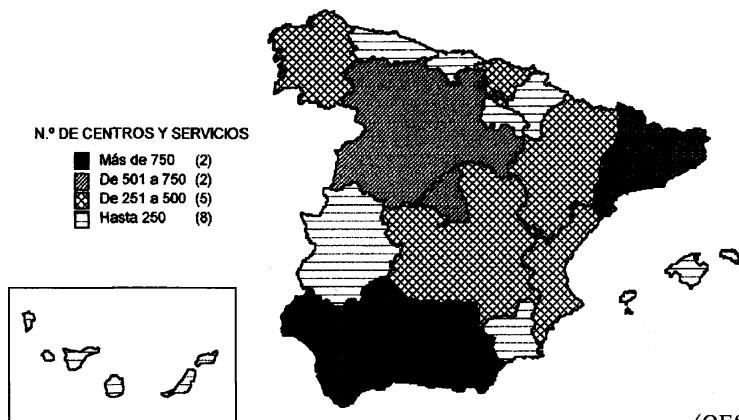 N.º DE CENTROS Y SERVICIOS
Más de 750 (2)
De 501 a 750 (2)
De 251 a 500 (5)
Hasta 250 (8)